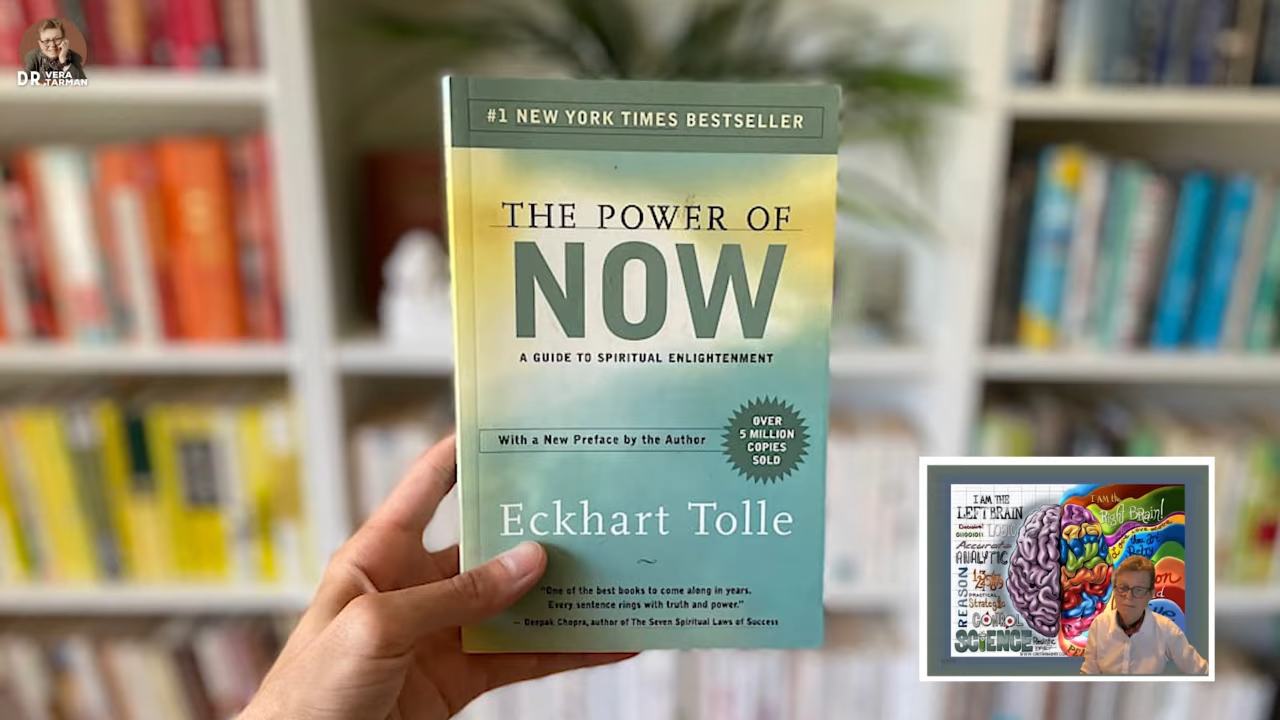 DR. VERA
TARMAN
#1 NEW YORK TIMES BESTSELLER
THE POWER OF
NOW
A GUIDE TO SPIRITUAL ENLIGHTENMENT
With a New Preface by the Author
OVER
5 MILLION
COPIES
SOLD
Eckhart Tolle
"One of the best books to come along in years.
Every sentence rings with truth and power."
— Deepak Chopra, author of The Seven Spiritual Laws of Success
I AM THE
LEFT BRAIN
LOGIC
Accurate
ANALYTIC
REASON
PRACTICAL
Strategic
CONTROL
SCIENCE
I AM the
Right BRaiN!